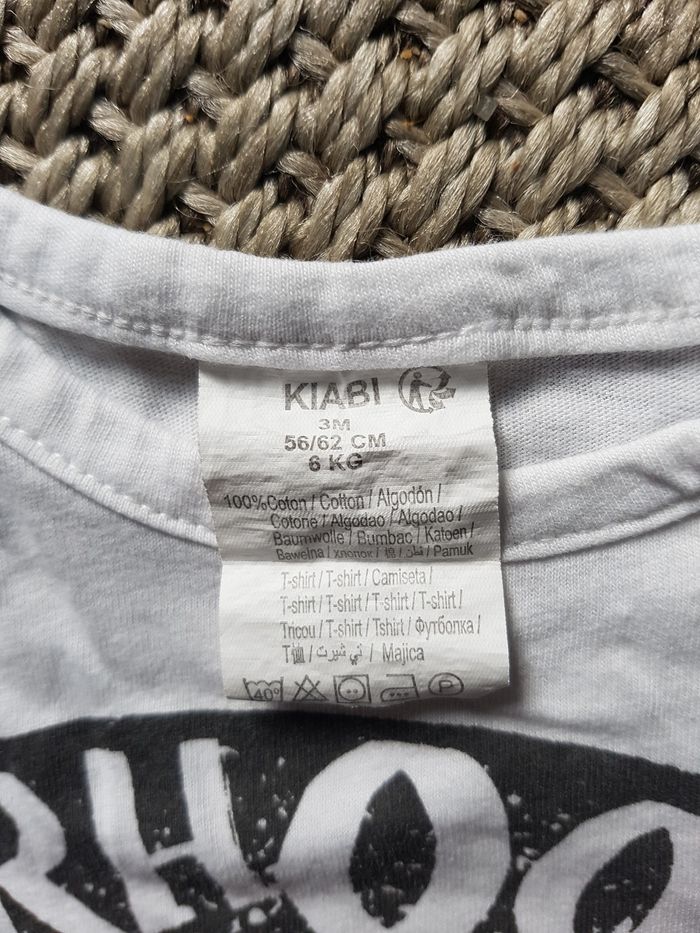 KIABI
3M
56/62 CM
6 KG
100%Coton / Cotton / Algodón /
Cotone / Algodao / Algodao /
Baumwolle / Bumbac / Katoen /
Bawelna / хлопок / 棉 / قطن / Pamuk
T-shirt / T-shirt / Camiseta /
T-shirt / T-shirt / T-shirt / T-shirt /
Tricou / T-shirt / Tshirt / Футболка /
T恤 / تي شيرت / Majica
40° P
RHOO